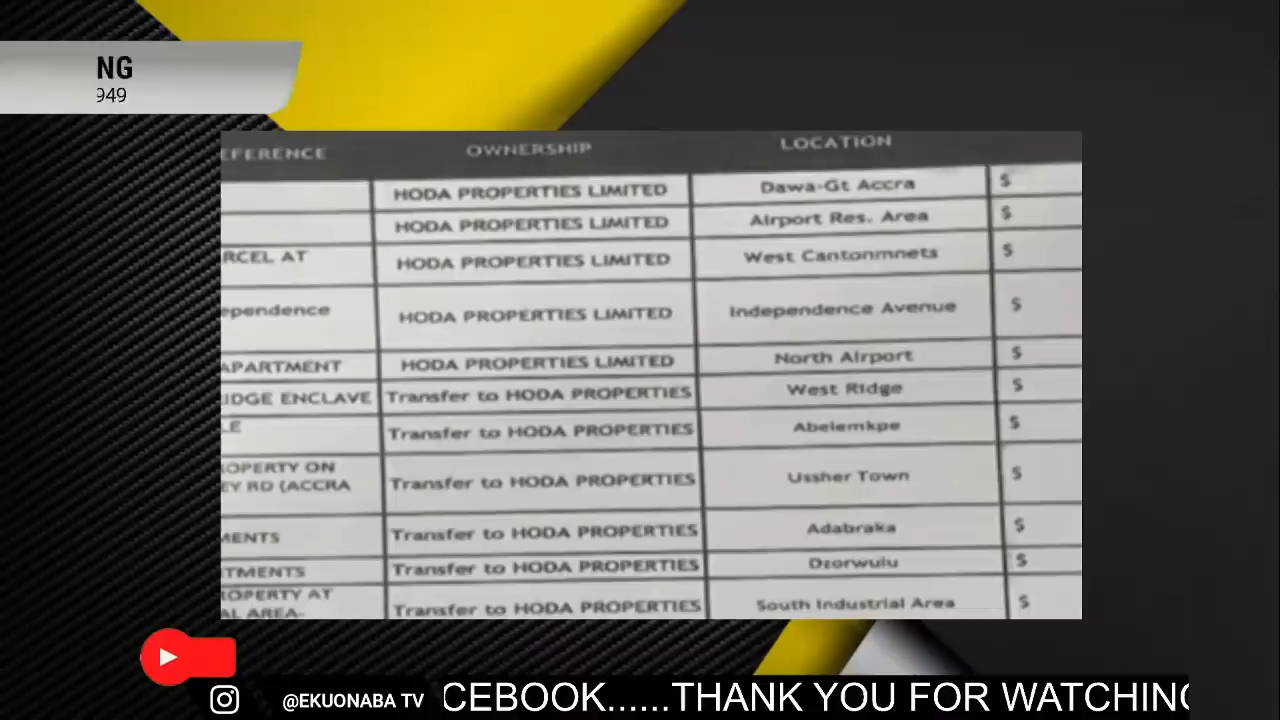 NG
949
EFERENCE OWNERSHIP LOCATION
HODA PROPERTIES LIMITED Dawa-Gt Accra $
HODA PROPERTIES LIMITED Airport Res. Area $
RCEL AT HODA PROPERTIES LIMITED West Cantonmnets $
ependence HODA PROPERTIES LIMITED Independence Avenue $
APARTMENT HODA PROPERTIES LIMITED North Airport $
IDGE ENCLAVE Transfer to HODA PROPERTIES West Ridge $
LE Transfer to HODA PROPERTIES Abelemkpe $
OPERTY ON
EY RD (ACCRA Transfer to HODA PROPERTIES Ussher Town $
MENTS Transfer to HODA PROPERTIES Adabraka $
TMENTS Transfer to HODA PROPERTIES Dzorwulu $
OPERTY AT
AL AREA- Transfer to HODA PROPERTIES South Industrial Area $
@EKUONABA TV CEBOOK......THANK YOU FOR WATCHING